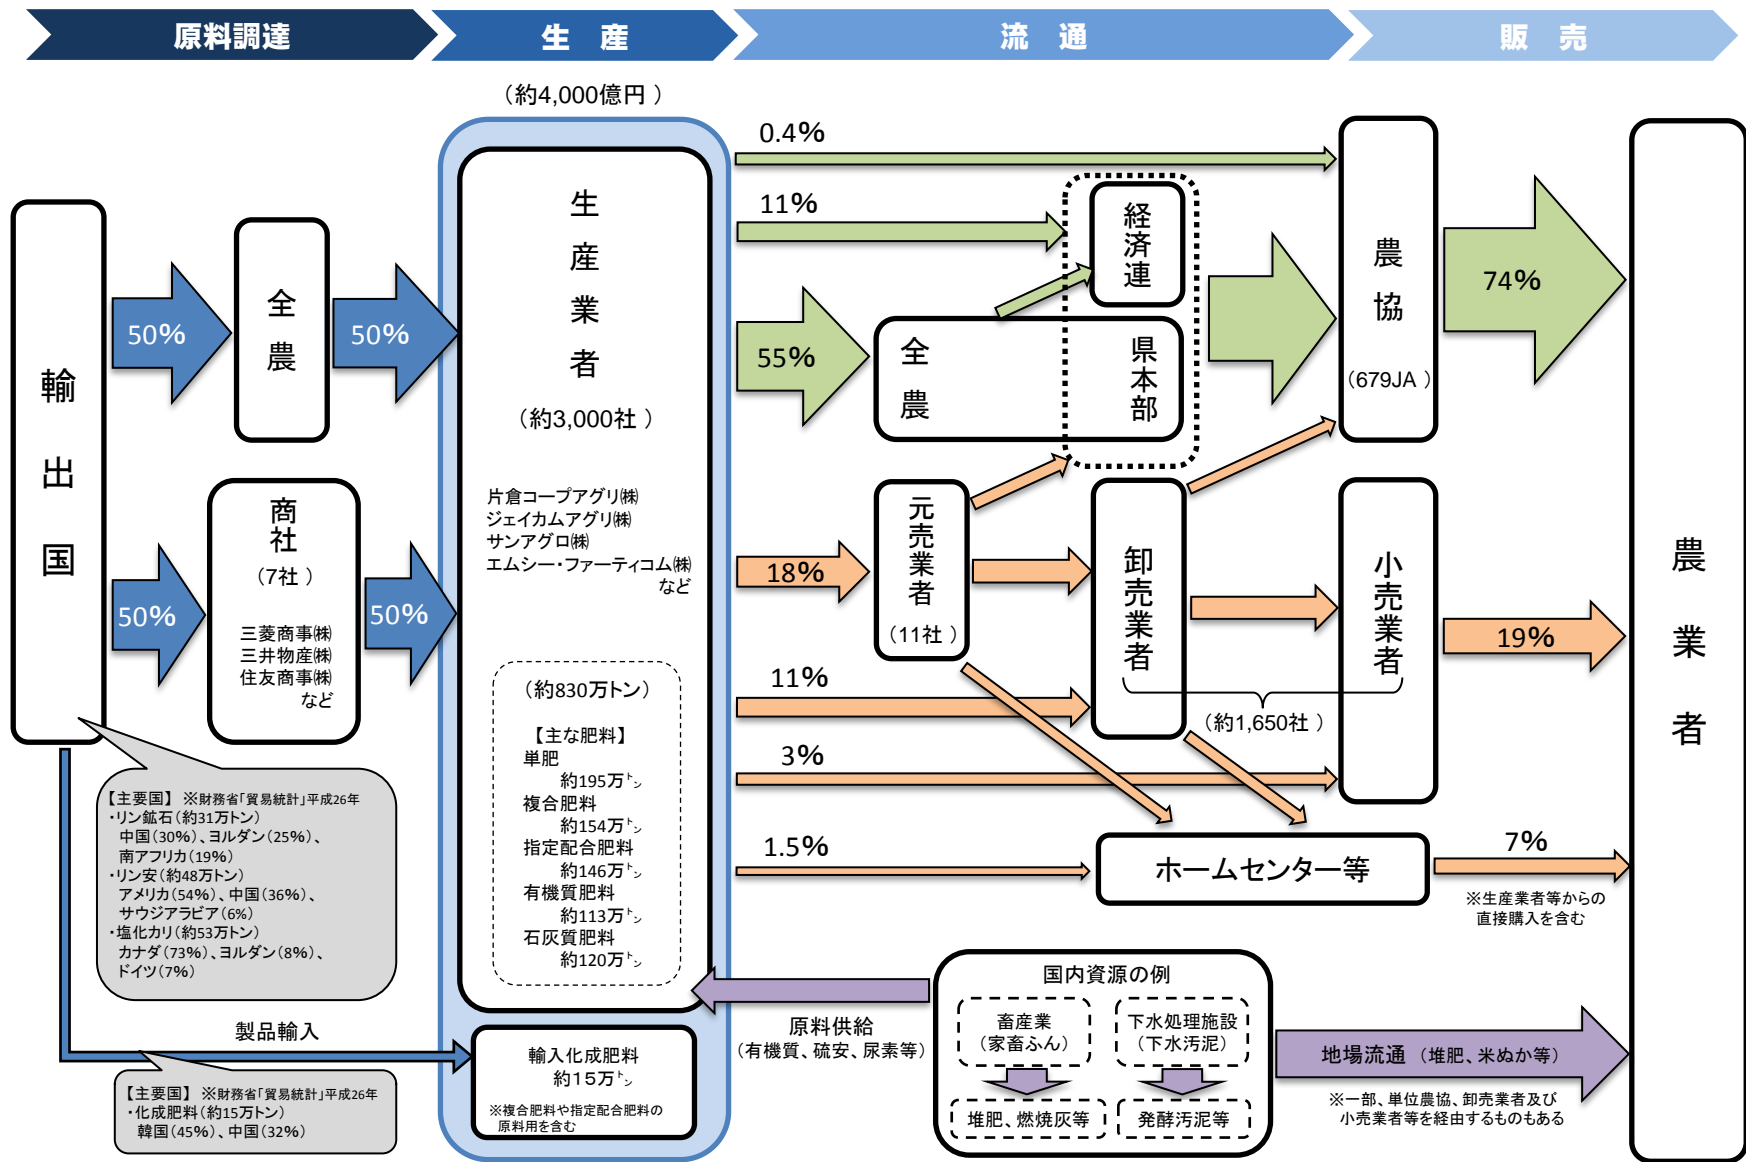 原料調達
生 産
流 通
販 売
（約4,000億円 ）
輸出国
50%
全農
50%
50%
商社
（7社 ）
三菱商事㈱
三井物産㈱
住友商事㈱
など
50%
【主要国】 ※財務省「貿易統計」平成26年
・リン鉱石（約31万トン）
中国（30%）、ヨルダン（25%）、
南アフリカ（19%）
・リン安（約48万トン）
アメリカ（54%）、中国（36%）、
サウジアラビア（6%）
・塩化カリ（約53万トン）
カナダ（73%）、ヨルダン（8%）、
ドイツ（7%）
製品輸入
【主要国】 ※財務省「貿易統計」平成26年
・化成肥料（約15万トン）
韓国（45%）、中国（32%）
生産業者
（約3,000社 ）
片倉コープアグリ㈱
ジェイカムアグリ㈱
サンアグロ㈱
エムシー・ファーティコム㈱
など
（約830万トン）
【主な肥料】
単肥
約195万トン
複合肥料
約154万トン
指定配合肥料
約146万トン
有機質肥料
約113万トン
石灰質肥料
約120万トン
輸入化成肥料
約15万トン
※複合肥料や指定配合肥料の
原料用を含む
0.4%
11%
55%
経済連
全農
県本部
18%
元売業者
（11社 ）
卸売業者
11%
3%
1.5%
（約1,650社 ）
ホームセンター等
農協
（679JA ）
小売業者
74%
19%
7%
※生産業者等からの
直接購入を含む
農業者
原料供給
（有機質、硫安、尿素等）
国内資源の例
畜産業
（家畜ふん）
下水処理施設
（下水汚泥）
堆肥、燃焼灰等
発酵汚泥等
地場流通 （堆肥、米ぬか等）
※一部、単位農協、卸売業者及び
小売業者等を経由するものもある